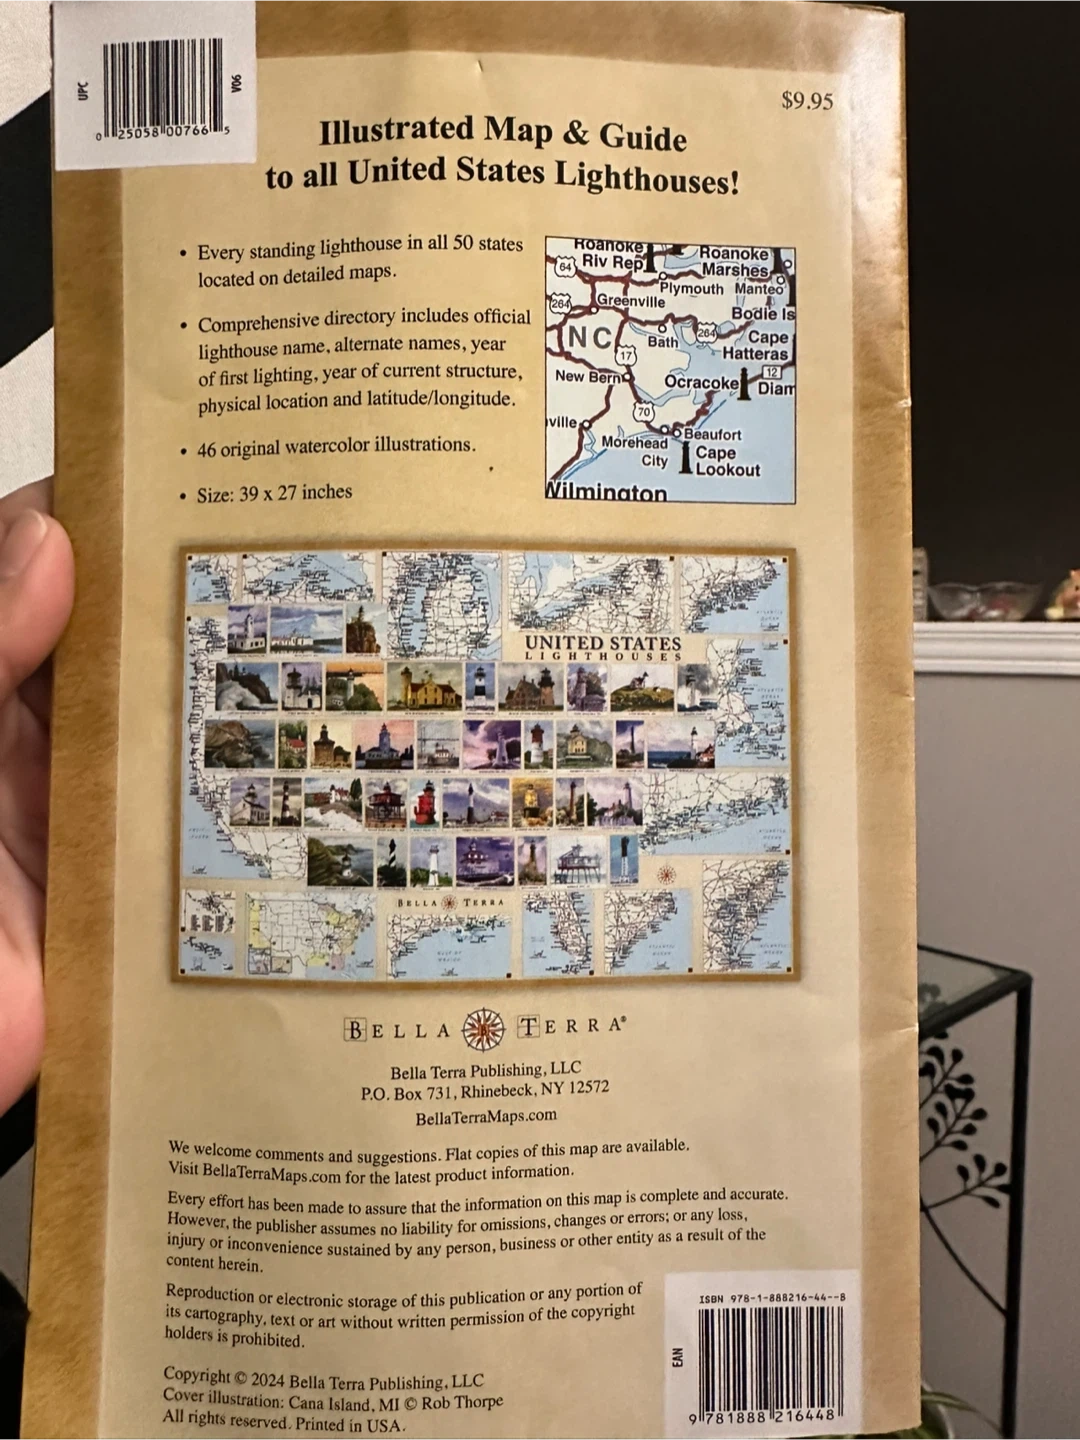 UPC
V06
0 25058 00766 5
$9.95
Illustrated Map & Guide
to all United States Lighthouses!
• Every standing lighthouse in all 50 states
located on detailed maps.
• Comprehensive directory includes official
lighthouse name, alternate names, year
of first lighting, year of current structure,
physical location and latitude/longitude.
• 46 original watercolor illustrations.
• Size: 39 x 27 inches
Roanoke
Riv Rep
Roanoke
Marshes
64
Plymouth
Manteo
264
Greenville
Bodie Is
NC
Bath
264
Cape
Hatteras
17
12
New Bern
Ocracoke
Diam
70
ville
Beaufort
Morehead
City
Cape
Lookout
Wilmington
UNITED STATES
LIGHTHOUSES
BELLA TERRA
BELLA TERRA®
Bella Terra Publishing, LLC
P.O. Box 731, Rhinebeck, NY 12572
BellaTerraMaps.com
We welcome comments and suggestions. Flat copies of this map are available.
Visit BellaTerraMaps.com for the latest product information.
Every effort has been made to assure that the information on this map is complete and accurate.
However, the publisher assumes no liability for omissions, changes or errors; or any loss,
injury or inconvenience sustained by any person, business or other entity as a result of the
content herein.
Reproduction or electronic storage of this publication or any portion of
its cartography, text or art without written permission of the copyright
holders is prohibited.
Copyright © 2024 Bella Terra Publishing, LLC
Cover illustration: Cana Island, MI © Rob Thorpe
All rights reserved. Printed in USA.
ISBN 978-1-888216-44--8
EAN
9 781888 216448